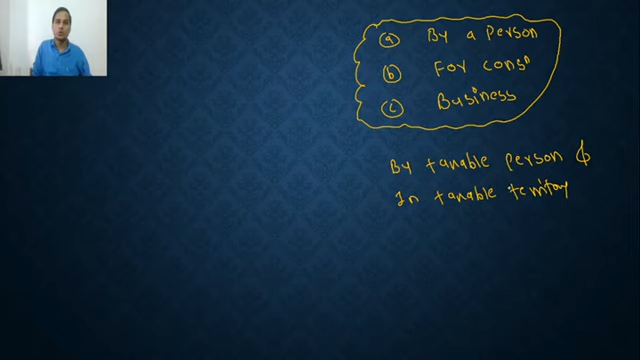 (a) By a Person
(b) For consn
(c) Business
By taxable person &
In taxable territory